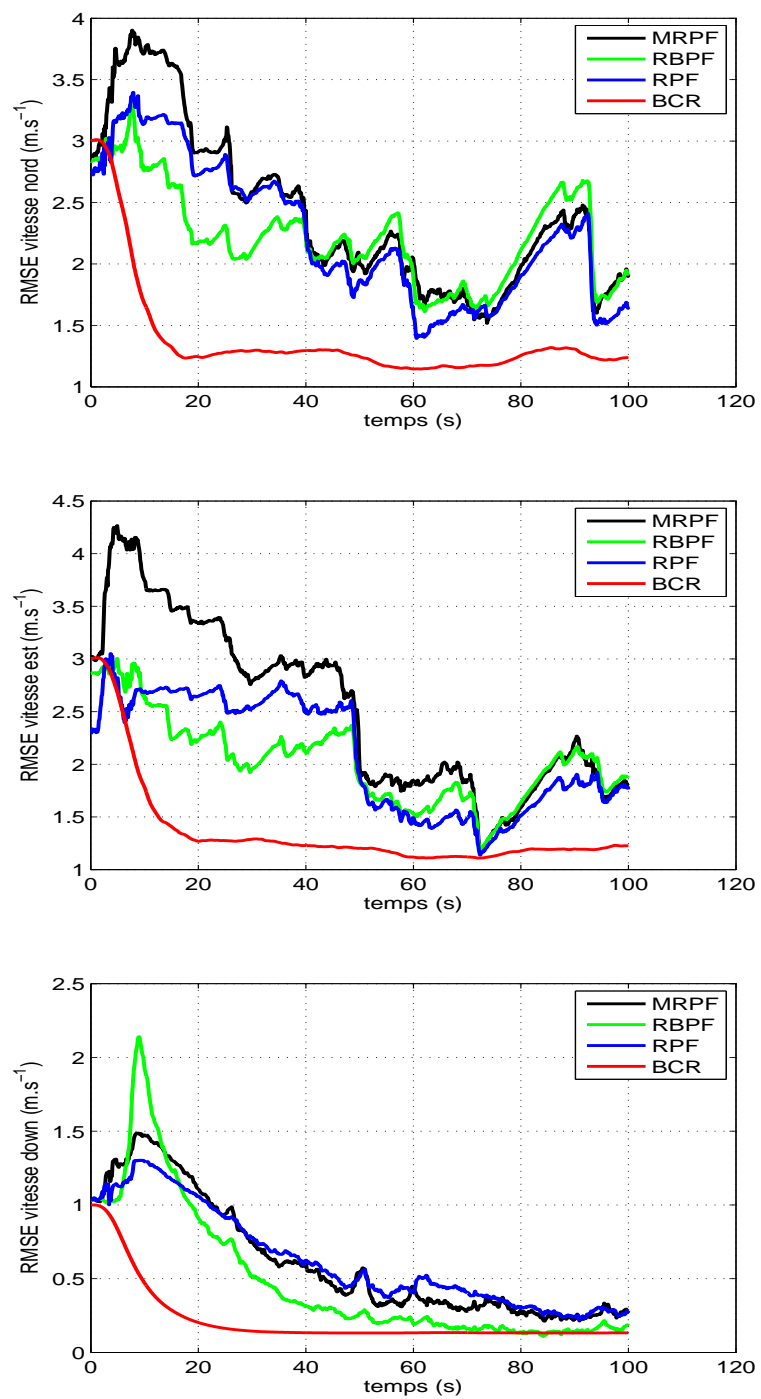 RMSE vitesse nord (m.s⁻¹)
4
3.5
3
2.5
2
1.5
1
0 20 40 60 80 100 120
temps (s)
MRPF
RBPF
RPF
BCR
RMSE vitesse est (m.s⁻¹)
4.5
4
3.5
3
2.5
2
1.5
1
0 20 40 60 80 100 120
temps (s)
MRPF
RBPF
RPF
BCR
RMSE vitesse down (m.s⁻¹)
2.5
2
1.5
1
0.5
0
0 20 40 60 80 100 120
temps (s)
MRPF
RBPF
RPF
BCR